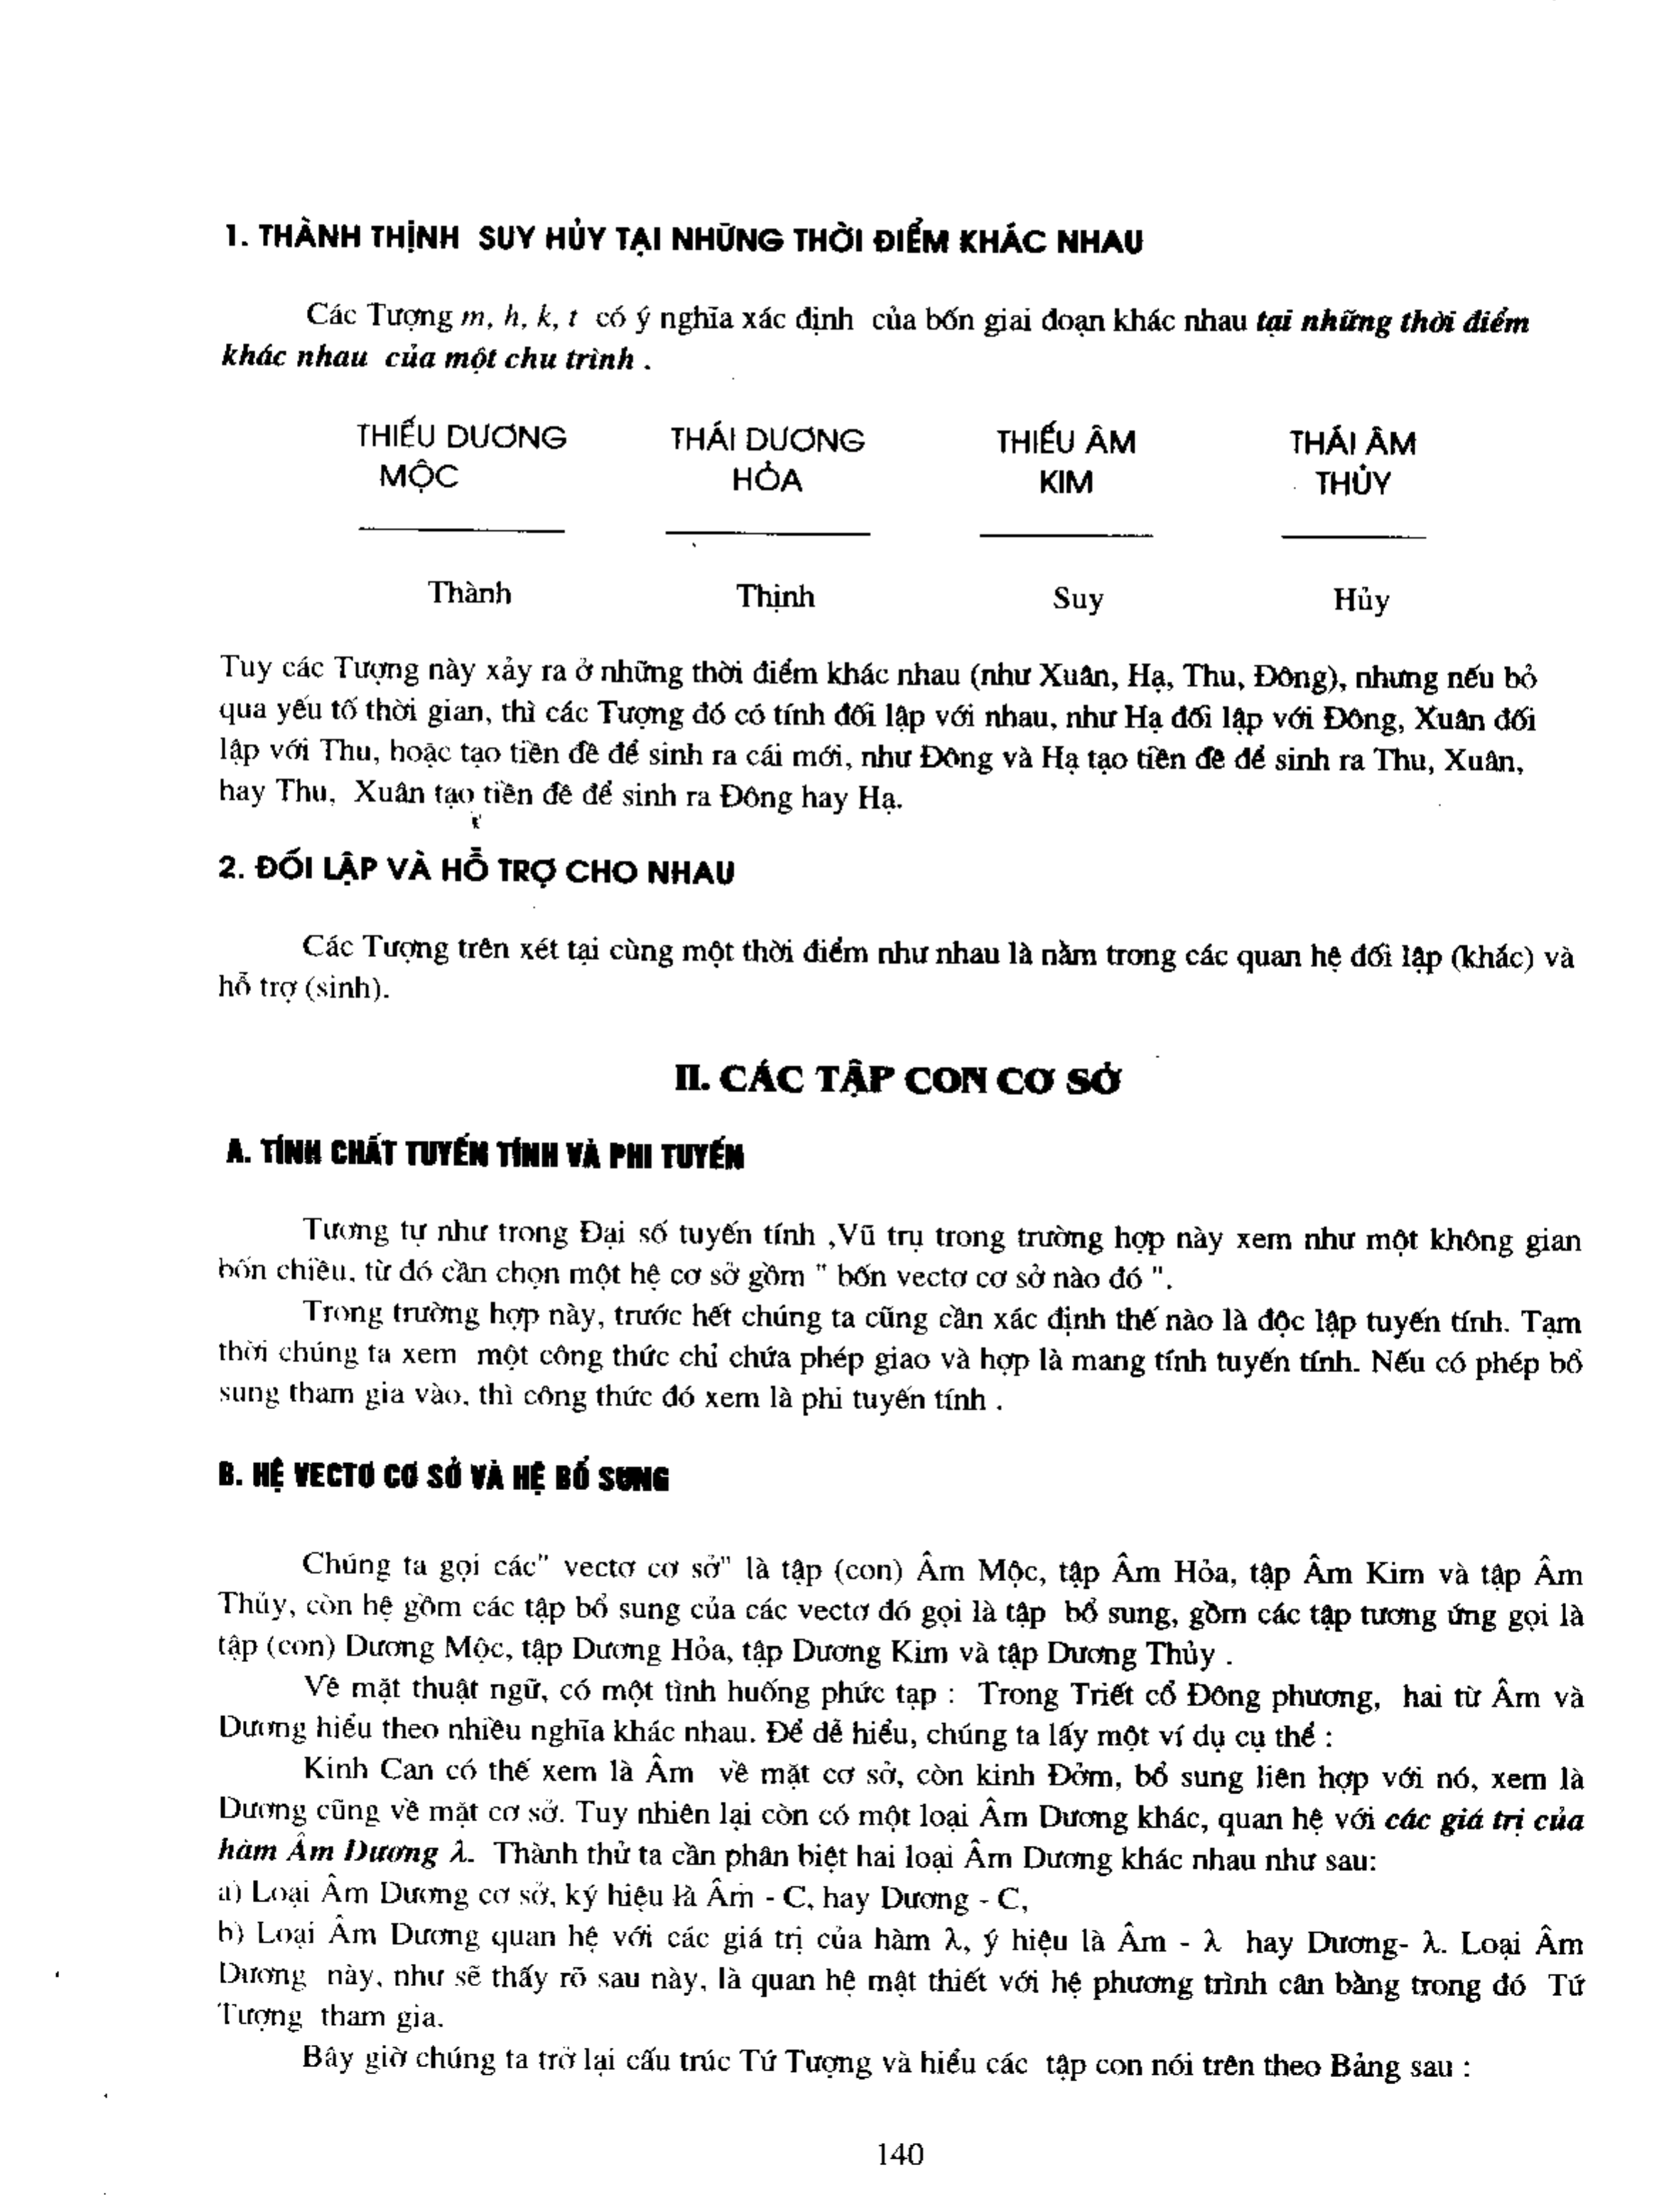 1. THÀNH THỊNH SUY HỦY TẠI NHỮNG THỜI ĐIỂM KHÁC NHAU
Các Tượng m, h, k, t có ý nghĩa xác định của bốn giai đoạn khác nhau tại những thời điểm
khác nhau của một chu trình .
THIẾU DƯƠNG THÁI DƯƠNG THIẾU ÂM THÁI ÂM
MỘC HỎA KIM THỦY
Thành Thịnh Suy Hủy
Tuy các Tượng này xảy ra ở những thời điểm khác nhau (như Xuân, Hạ, Thu, Đông), nhưng nếu bỏ
qua yếu tố thời gian, thì các Tượng đó có tính đối lập với nhau, như Hạ đối lập với Đông, Xuân đối
lập với Thu, hoặc tạo tiền đề để sinh ra cái mới, như Đông và Hạ tạo tiền đề để sinh ra Thu, Xuân,
hay Thu, Xuân tạo tiền đề để sinh ra Đông hay Hạ.
2. ĐỐI LẬP VÀ HỖ TRỢ CHO NHAU
Các Tượng trên xét tại cùng một thời điểm như nhau là nằm trong các quan hệ đối lập (khắc) và
hỗ trợ (sinh).
II. CÁC TẬP CON CƠ SỞ
A. TÍNH CHẤT TUYẾN TÍNH VÀ PHI TUYẾN
Tương tự như trong Đại số tuyến tính ,Vũ trụ trong trường hợp này xem như một không gian
bốn chiều, từ đó cần chọn một hệ cơ sở gồm " bốn vectơ cơ sở nào đó ".
Trong trường hợp này, trước hết chúng ta cũng cần xác định thế nào là độc lập tuyến tính. Tạm
thời chúng ta xem một công thức chỉ chứa phép giao và hợp là mang tính tuyến tính. Nếu có phép bổ
sung tham gia vào, thì công thức đó xem là phi tuyến tính .
B. HỆ VECTƠ CƠ SỞ VÀ HỆ BỔ SUNG
Chúng ta gọi các" vectơ cơ sở" là tập (con) Âm Mộc, tập Âm Hỏa, tập Âm Kim và tập Âm
Thủy, còn hệ gồm các tập bổ sung của các vectơ đó gọi là tập bổ sung, gồm các tập tương ứng gọi là
tập (con) Dương Mộc, tập Dương Hỏa, tập Dương Kim và tập Dương Thủy .
Về mặt thuật ngữ, có một tình huống phức tạp : Trong Triết cổ Đông phương, hai từ Âm và
Dương hiểu theo nhiều nghĩa khác nhau. Để dễ hiểu, chúng ta lấy một ví dụ cụ thể :
Kinh Can có thế xem là Âm về mặt cơ sở, còn kinh Đởm, bổ sung liên hợp với nó, xem là
Dương cũng về mặt cơ sở. Tuy nhiên lại còn có một loại Âm Dương khác, quan hệ với các giá trị của
hàm Âm Dương λ. Thành thử ta cần phân biệt hai loại Âm Dương khác nhau như sau:
a) Loại Âm Dương cơ sở, ký hiệu là Âm - C, hay Dương - C,
b) Loại Âm Dương quan hệ với các giá trị của hàm λ, ý hiệu là Âm - λ hay Dương- λ. Loại Âm
Dương này, như sẽ thấy rõ sau này, là quan hệ mật thiết với hệ phương trình cân bằng trong đó Tứ
Tượng tham gia.
Bây giờ chúng ta trở lại cấu trúc Tứ Tượng và hiểu các tập con nói trên theo Bảng sau :
140